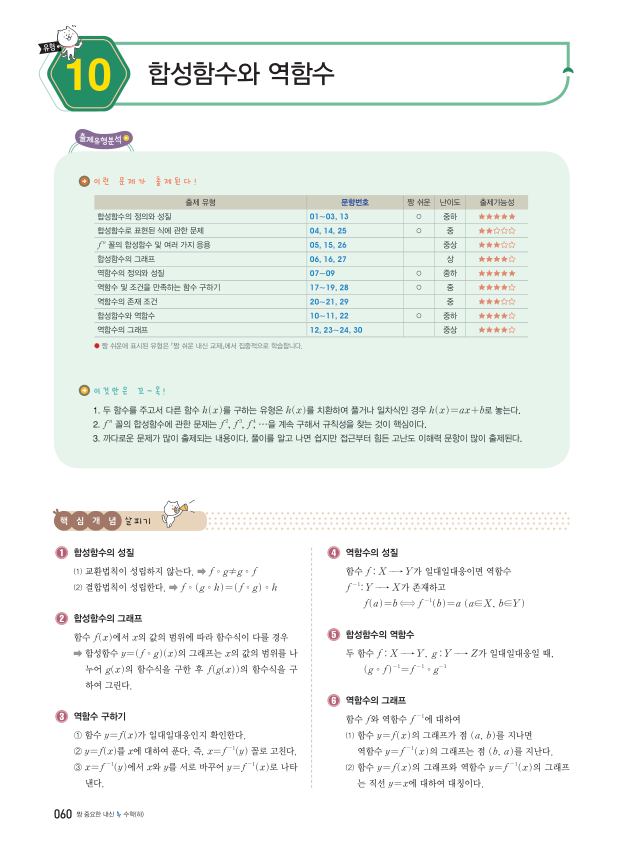 유형
10
합성함수와 역함수
출제유형분석
이런 문제가 출제된다!
출제 유형 문항번호 짱 쉬운 난이도 출제가능성
합성함수의 정의와 성질 01~03, 13 ○ 중하 ★★★★★
합성함수로 표현된 식에 관한 문제 04, 14, 25 ○ 중 ★★☆☆☆
fⁿ 꼴의 합성함수 및 여러 가지 응용 05, 15, 26 중상 ★★★☆☆
합성함수의 그래프 06, 16, 27 상 ★★★★☆
역함수의 정의와 성질 07~09 ○ 중하 ★★★★★
역함수 및 조건을 만족하는 함수 구하기 17~19, 28 ○ 중 ★★★★☆
역함수의 존재 조건 20~21, 29 중 ★★★☆☆
합성함수와 역함수 10~11, 22 ○ 중하 ★★★★☆
역함수의 그래프 12, 23~24, 30 중상 ★★★★☆
● 짱 쉬운에 표시된 유형은 「짱 쉬운 내신 교재」에서 집중적으로 학습합니다.
이것만은 꼬~옥!
1. 두 함수를 주고서 다른 함수 h(x)를 구하는 유형은 h(x)를 치환하여 풀거나 일차식인 경우 h(x)=ax+b로 놓는다.
2. fⁿ 꼴의 합성함수에 관한 문제는 f², f³, f⁴, …을 계속 구해서 규칙성을 찾는 것이 핵심이다.
3. 까다로운 문제가 많이 출제되는 내용이다. 풀이를 알고 나면 쉽지만 접근부터 힘든 고난도 이해력 문항이 많이 출제된다.
핵심개념 살피기
1 합성함수의 성질
⑴ 교환법칙이 성립하지 않는다. ➡ f∘g≠g∘f
⑵ 결합법칙이 성립한다. ➡ f∘(g∘h)=(f∘g)∘h
2 합성함수의 그래프
함수 f(x)에서 x의 값의 범위에 따라 함수식이 다를 경우
➡ 합성함수 y=(f∘g)(x)의 그래프는 x의 값의 범위를 나
누어 g(x)의 함수식을 구한 후 f(g(x))의 함수식을 구
하여 그린다.
3 역함수 구하기
① 함수 y=f(x)가 일대일대응인지 확인한다.
② y=f(x)를 x에 대하여 푼다. 즉, x=f⁻¹(y) 꼴로 고친다.
③ x=f⁻¹(y)에서 x와 y를 서로 바꾸어 y=f⁻¹(x)로 나타
낸다.
4 역함수의 성질
함수 f : X → Y가 일대일대응이면 역함수
f⁻¹ : Y → X가 존재하고
f(a)=b ⟺ f⁻¹(b)=a (a∈X, b∈Y)
5 합성함수의 역함수
두 함수 f : X → Y, g : Y → Z가 일대일대응일 때,
(g∘f)⁻¹=f⁻¹∘g⁻¹
6 역함수의 그래프
함수 f와 역함수 f⁻¹에 대하여
⑴ 함수 y=f(x)의 그래프가 점 (a, b)를 지나면
역함수 y=f⁻¹(x)의 그래프는 점 (b, a)를 지난다.
⑵ 함수 y=f(x)의 그래프와 역함수 y=f⁻¹(x)의 그래프
는 직선 y=x에 대하여 대칭이다.
060 짱 중요한 내신 수학(하)